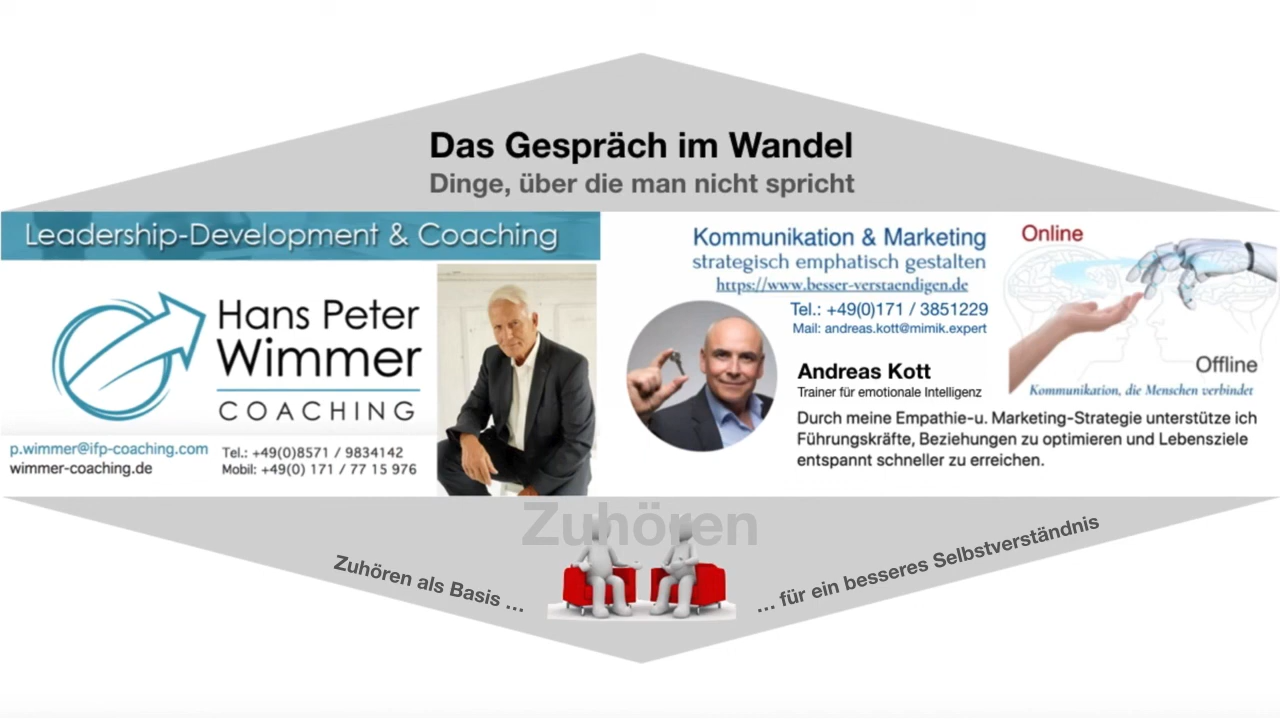 Das Gespräch im Wandel
Dinge, über die man nicht spricht
Leadership-Development & Coaching
Hans Peter
Wimmer
COACHING
p.wimmer@ifp-coaching.com
wimmer-coaching.de
Tel.: +49(0)8571 / 9834142
Mobil: +49(0) 171 / 77 15 976
Kommunikation & Marketing
strategisch emphatisch gestalten
https://www.besser-verstaendigen.de
Tel.: +49(0)171 / 3851229
Mail: andreas.kott@mimik.expert
Andreas Kott
Trainer für emotionale Intelligenz
Durch meine Empathie-u. Marketing-Strategie unterstütze ich
Führungskräfte, Beziehungen zu optimieren und Lebensziele
entspannt schneller zu erreichen.
Online
Offline
Kommunikation, die Menschen verbindet
Zuhören
Zuhören als Basis ...
... für ein besseres Selbstverständnis